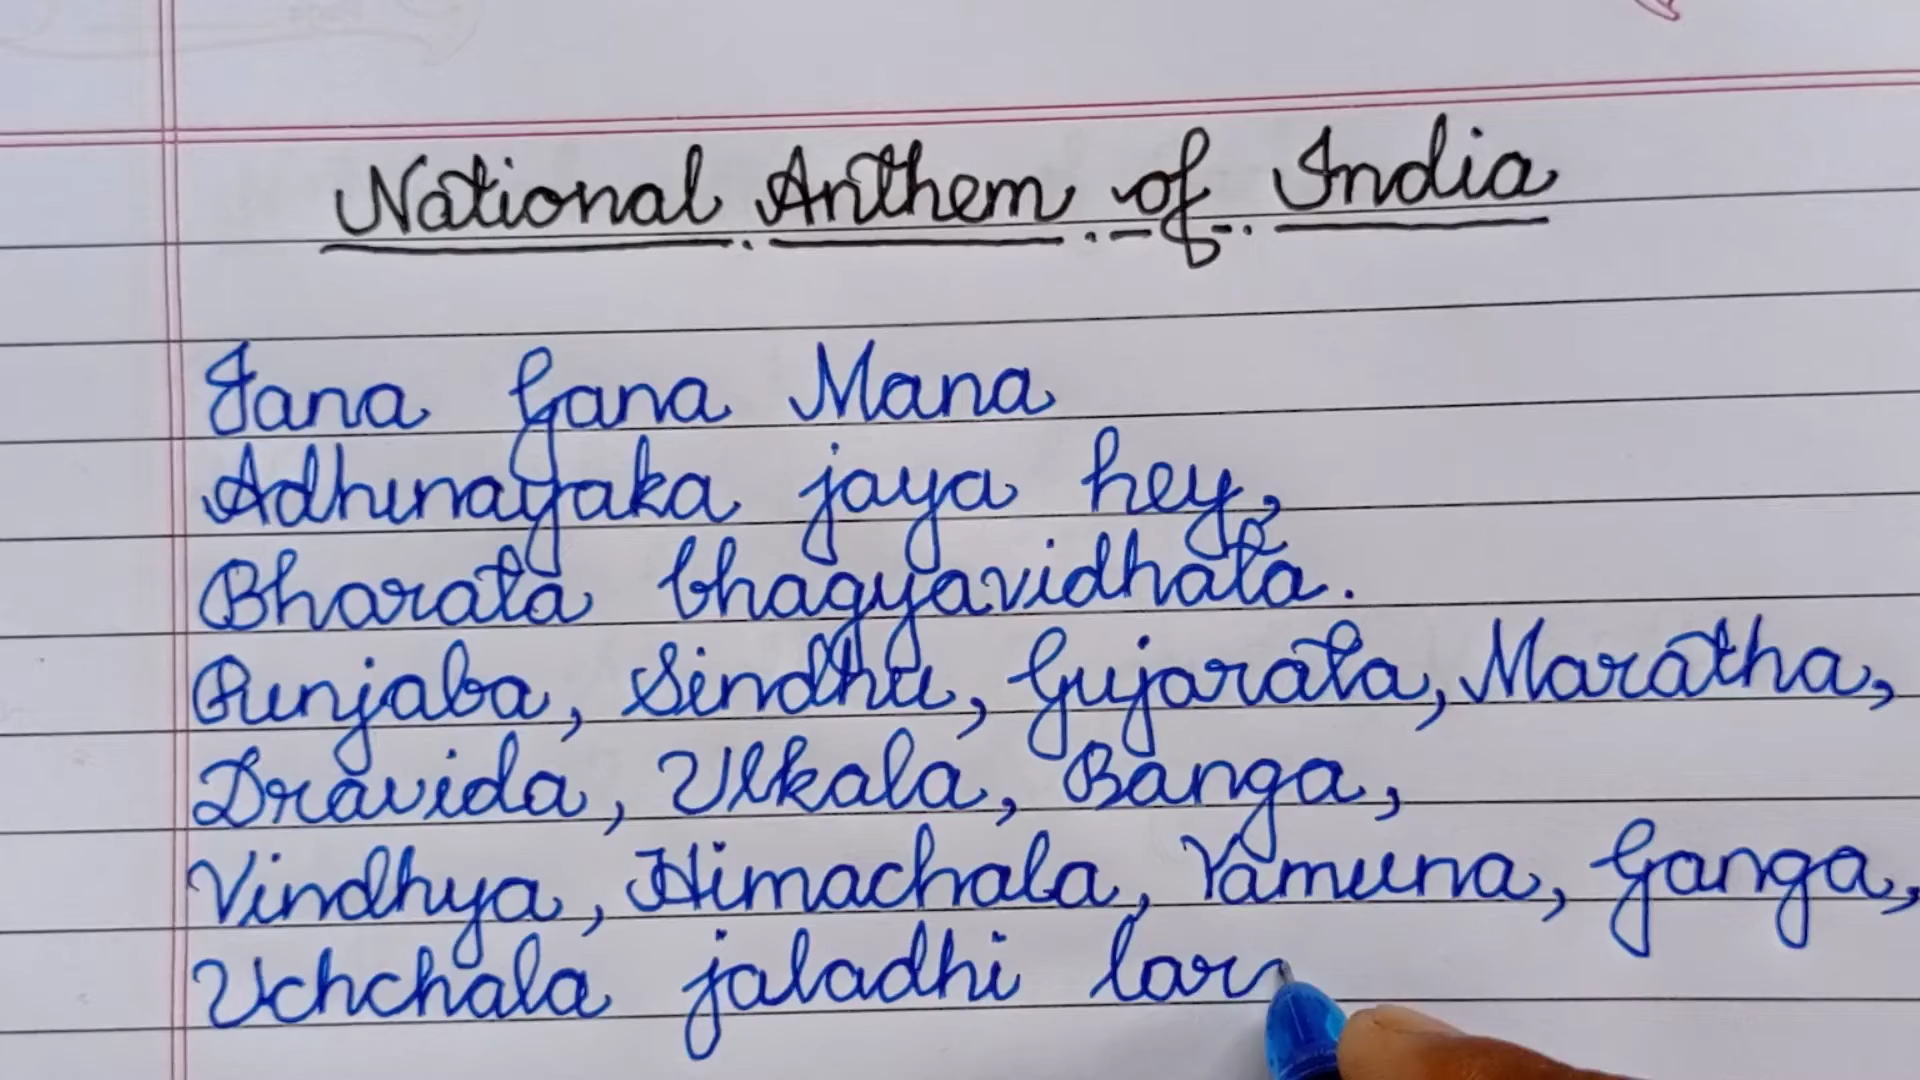 National Anthem of India
Jana Gana Mana
Adhinayaka jaya hey,
Bharata bhagyavidhata.
Punjaba, Sindhu, Gujarata, Maratha,
Dravida, Utkala, Banga,
Vindhya, Himachala, Yamuna, Ganga,
Uchchala jaladhi